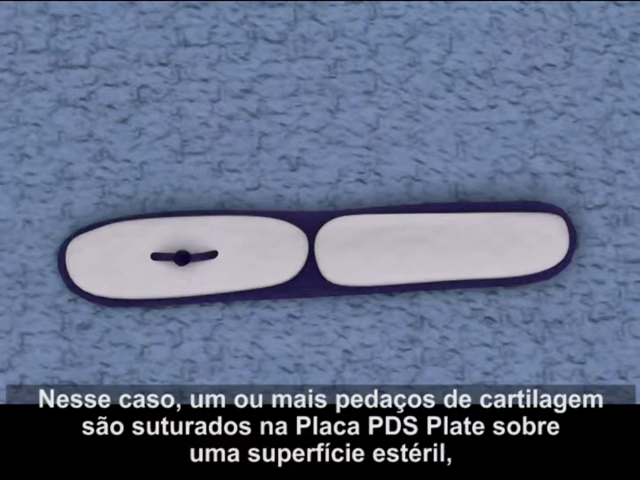 Nesse caso, um ou mais pedaços de cartilagem
são suturados na Placa PDS Plate sobre
uma superfície estéril,